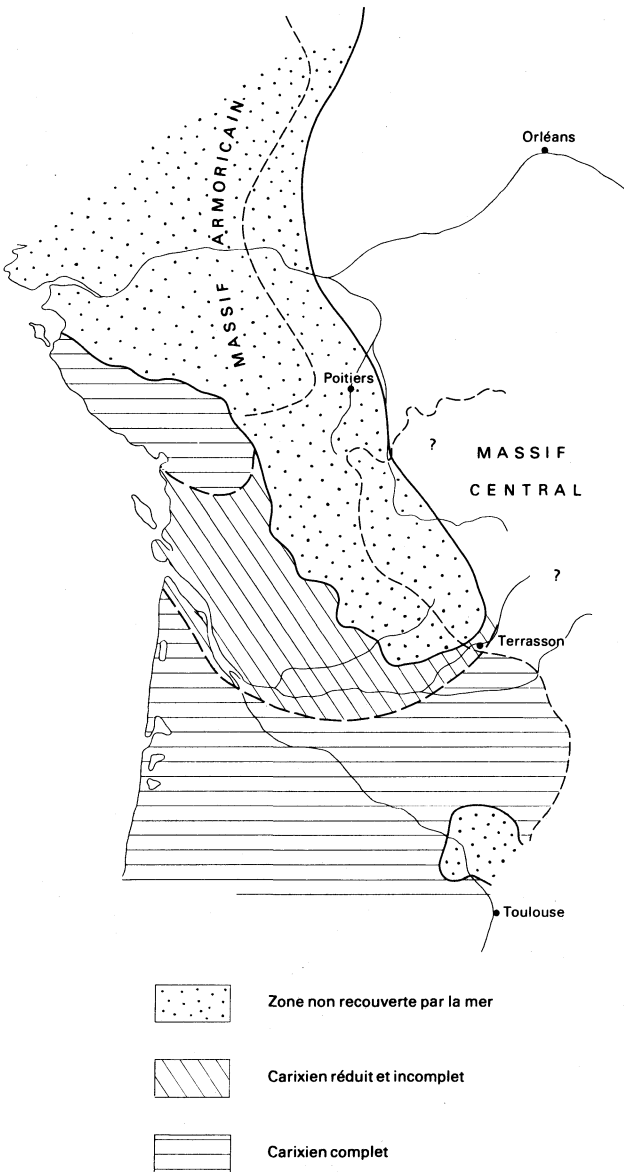 Orléans
MASSIF ARMORICAIN
Poitiers
?
MASSIF
CENTRAL
?
Terrasson
Toulouse
Zone non recouverte par la mer
Carixien réduit et incomplet
Carixien complet